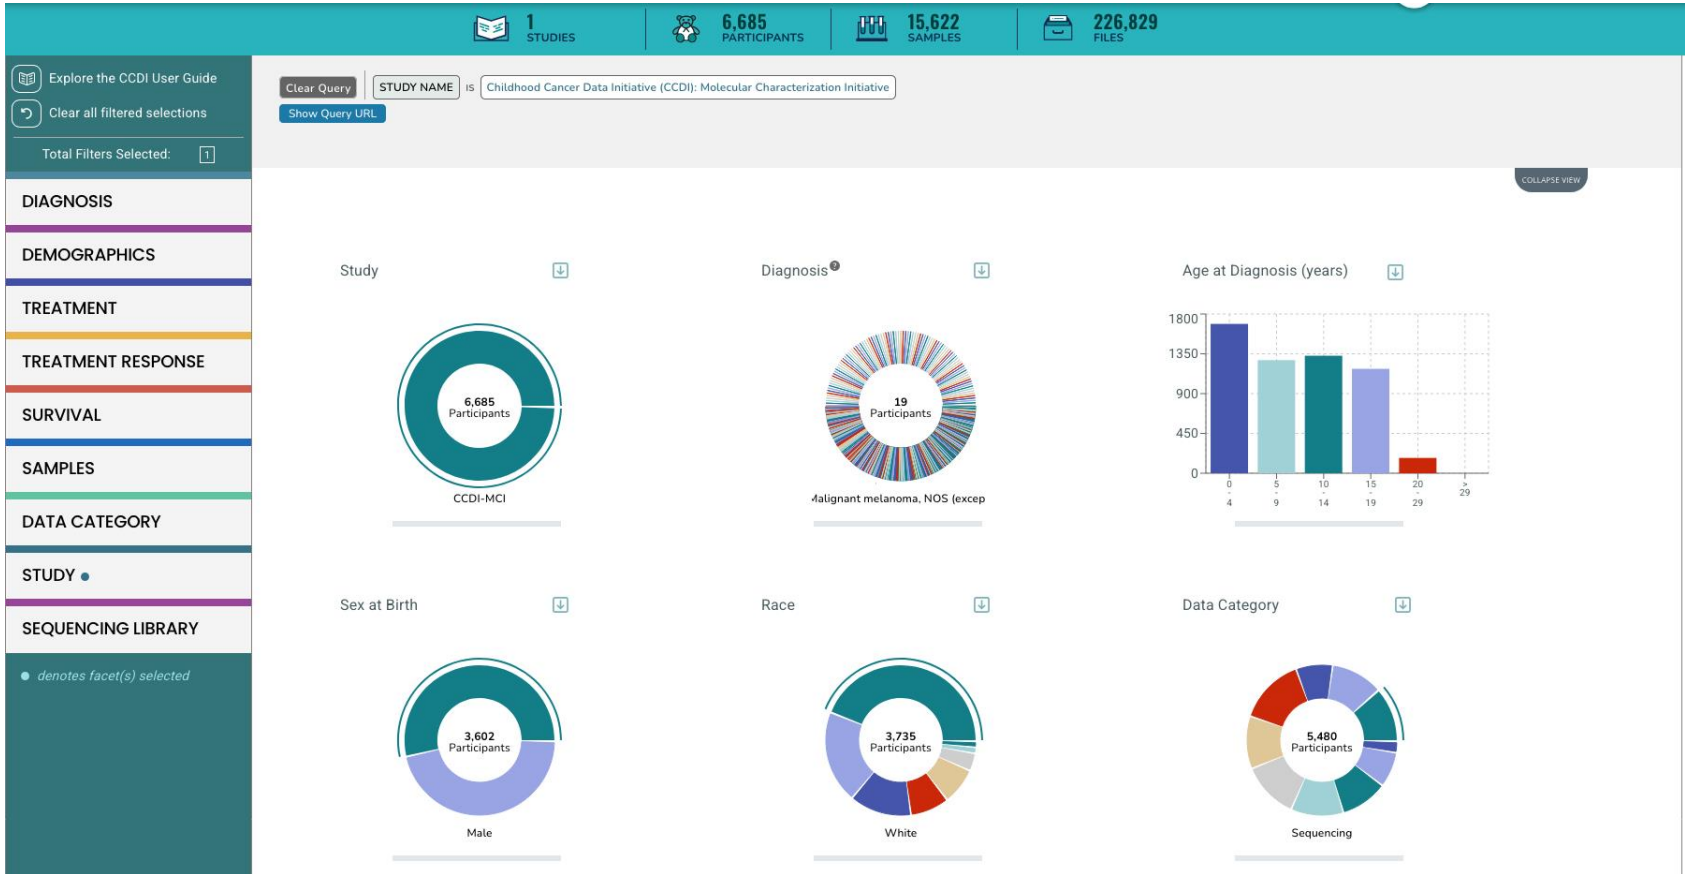 1
STUDIES
6,685
PARTICIPANTS
15,622
SAMPLES
226,829
FILES
Explore the CCDI User Guide
Clear all filtered selections
Total Filters Selected: 1
DIAGNOSIS
DEMOGRAPHICS
TREATMENT
TREATMENT RESPONSE
SURVIVAL
SAMPLES
DATA CATEGORY
STUDY
SEQUENCING LIBRARY
denotes facet(s) selected
Clear Query STUDY NAME IS Childhood Cancer Data Initiative (CCDI): Molecular Characterization Initiative
Show Query URL
COLLAPSE VIEW
Study
6,685
Participants
CCDI-MCI
Diagnosis ?
19
Participants
Malignant melanoma, NOS (excep
Age at Diagnosis (years)
1800
1350
900
450
0
0 - 4
5 - 9
10 - 14
15 - 19
20 - 29
> 29
Sex at Birth
3,602
Participants
Male
Race
3,735
Participants
White
Data Category
5,480
Participants
Sequencing